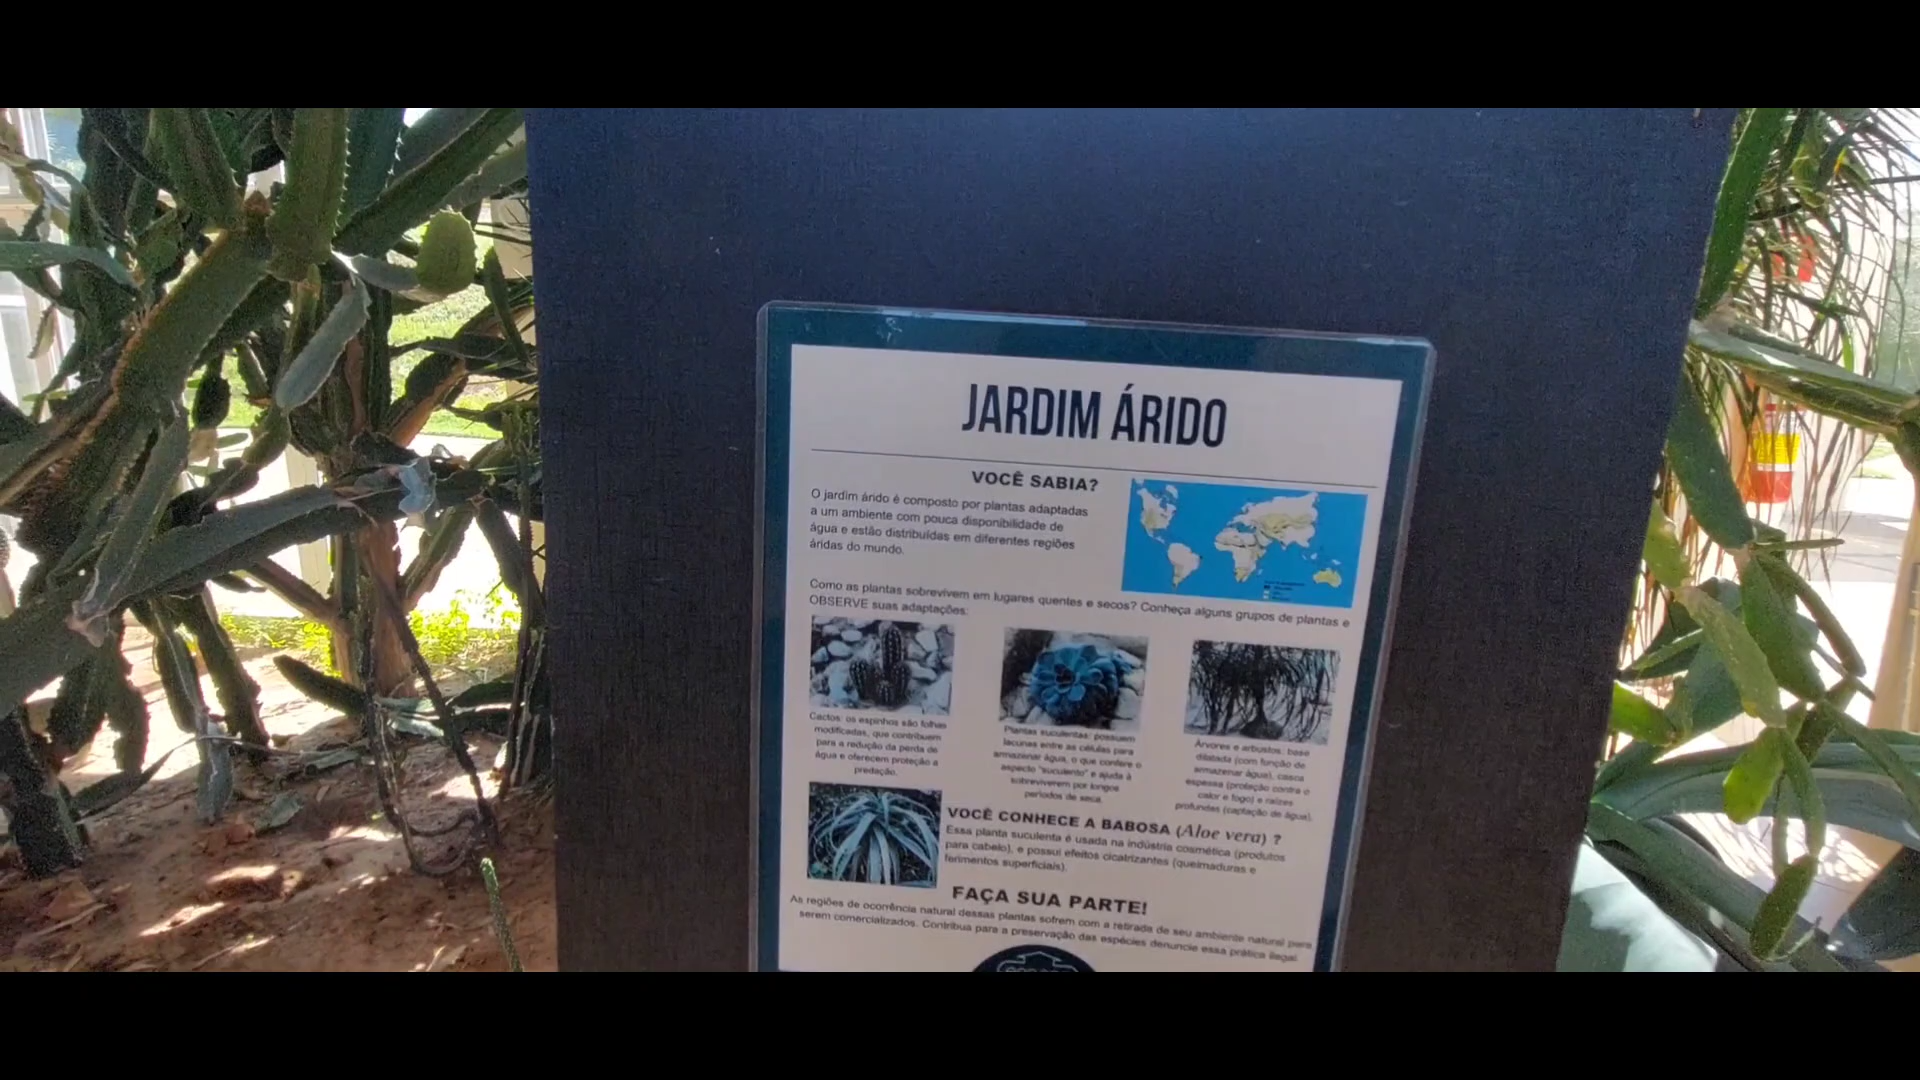 JARDIM ÁRIDO
VOCÊ SABIA?
O jardim árido é composto por plantas adaptadas
a um ambiente com pouca disponibilidade de
água e estão distribuídas em diferentes regiões
áridas do mundo.
Como as plantas sobrevivem em lugares quentes e secos? Conheça alguns grupos de plantas e
OBSERVE suas adaptações:
Cactos: os espinhos são folhas
modificadas, que contribuem
para a redução da perda de
água e oferecem proteção a
predação.
Plantas suculentas: possuem
lacunas entre as células para
armazenar água, o que confere o
aspecto "suculento" e ajuda à
sobreviverem por longos
períodos de seca.
Árvores e arbustos: base
dilatada (com função de
armazenar água), casca
espessa (proteção contra o
calor e fogo) e raízes
profundas (captação de água).
VOCÊ CONHECE A BABOSA (Aloe vera) ?
Essa planta suculenta é usada na indústria cosmética (produtos
para cabelo), e possui efeitos cicatrizantes (queimaduras e
ferimentos superficiais).
FAÇA SUA PARTE!
As regiões de ocorrência natural dessas plantas sofrem com a retirada de seu ambiente natural para
serem comercializados. Contribua para a preservação das espécies denuncie essa prática ilegal.